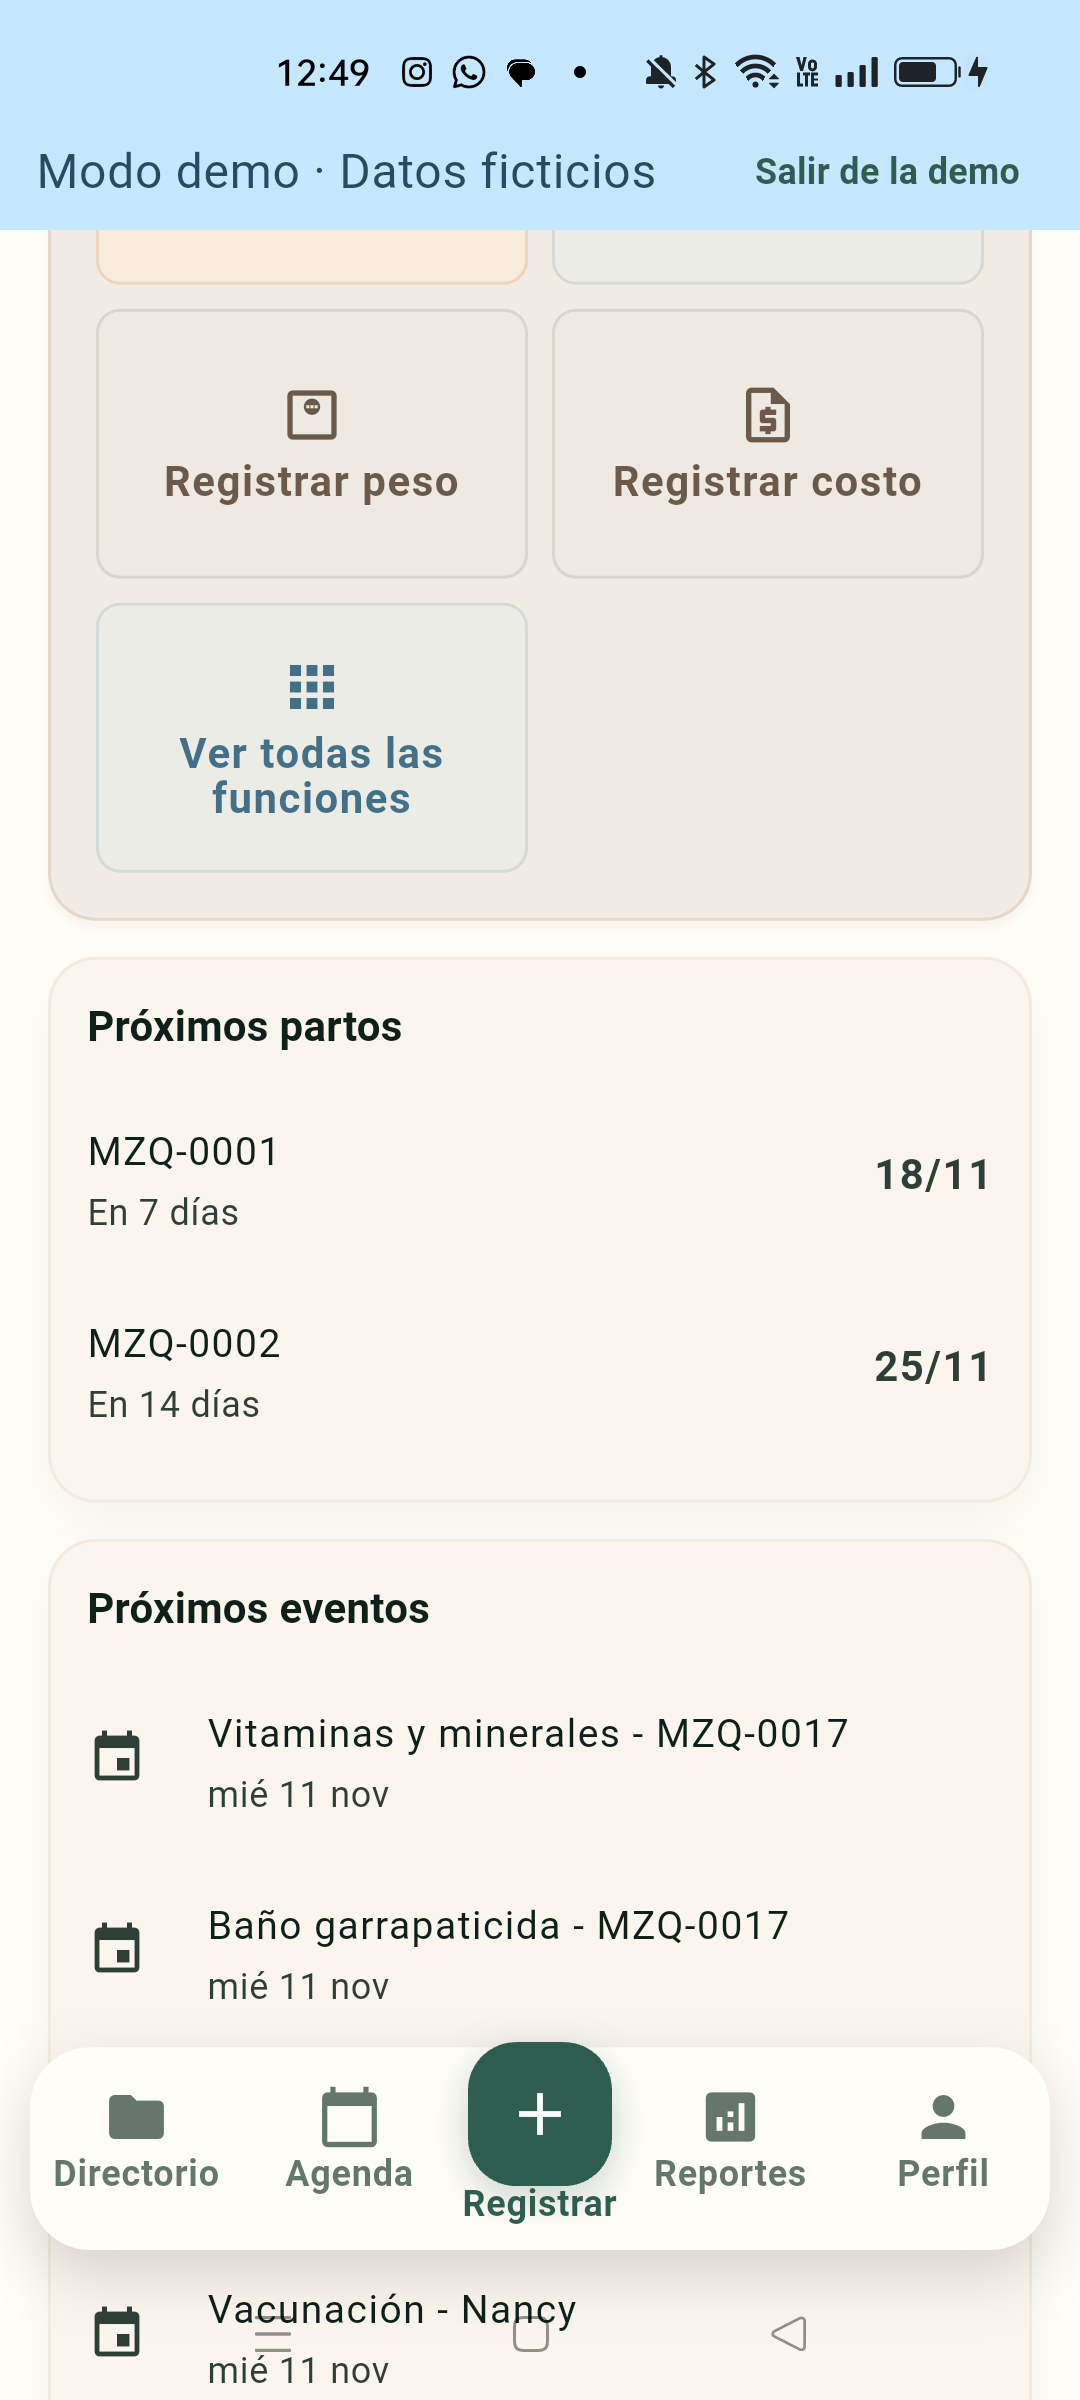 12:49
Vo
LTE
Modo demo · Datos ficticios
Salir de la demo
Registrar peso
Registrar costo
Ver todas las
funciones
Próximos partos
MZQ-0001
En 7 días
18/11
MZQ-0002
En 14 días
25/11
Próximos eventos
Vitaminas y minerales - MZQ-0017
mié 11 nov
Baño garrapaticida - MZQ-0017
mié 11 nov
Directorio
Agenda
Registrar
Reportes
Perfil
Vacunación - Nancy
mié 11 nov